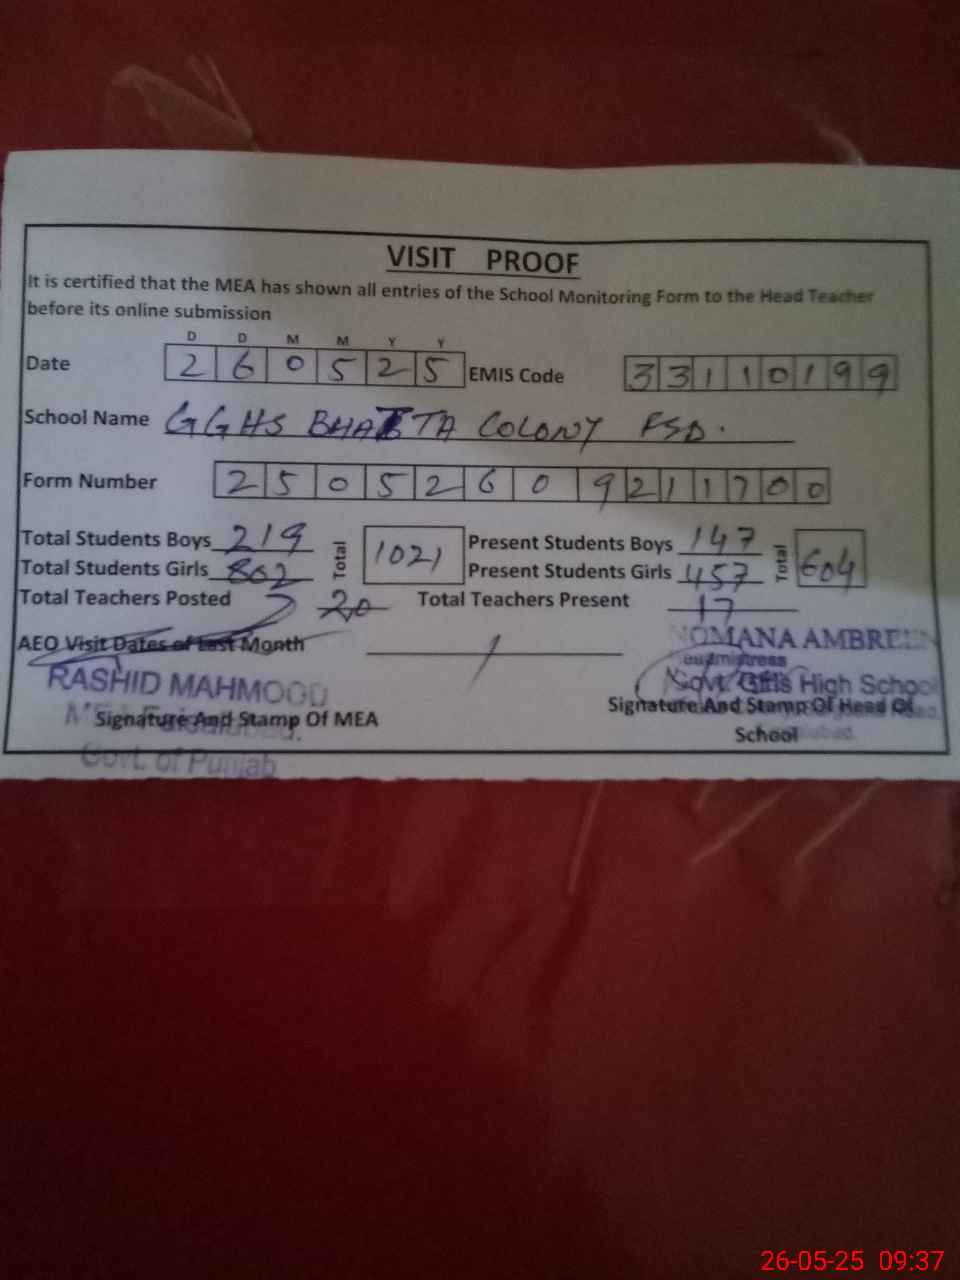 VISIT PROOF
It is certified that the MEA has shown all entries of the School Monitoring Form to the Head Teacher
before its online submission
D D M M Y Y
Date 2 6 0 5 2 5 EMIS Code 3 3 1 1 0 1 9 9
School Name GGHS BHATTA COLONY FSD.
Form Number 2 5 0 5 2 6 0 9 2 1 1 7 0 0
Total Students Boys 219 Total 1021 Present Students Boys 147 Total 604
Total Students Girls 802 Present Students Girls 457
Total Teachers Posted 20 Total Teachers Present 17
AEO Visit Dates of Last Month /
NOMANA AMBREEN
RASHID MAHMOOD
Govt. Girls High School
Signature And Stamp Of MEA
Signature And Stamp Of Head Of
School
Govt. of Punjab
26-05-25 09:37